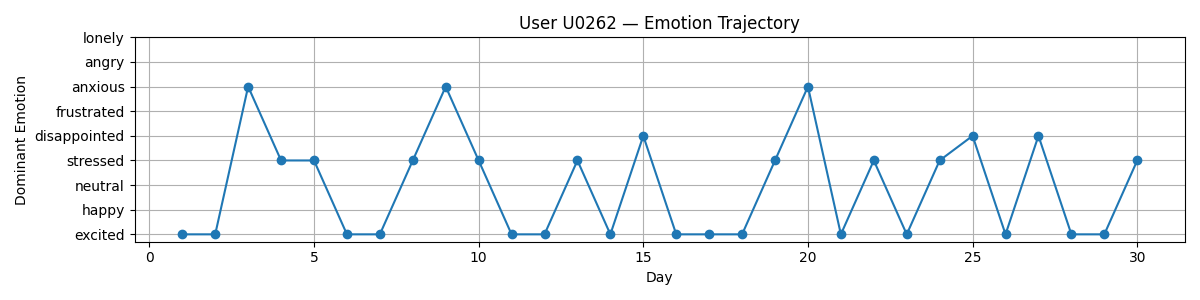 User U0262 — Emotion Trajectory
Dominant Emotion
lonely
angry
anxious
frustrated
disappointed
stressed
neutral
happy
excited
0 5 10 15 20 25 30
Day